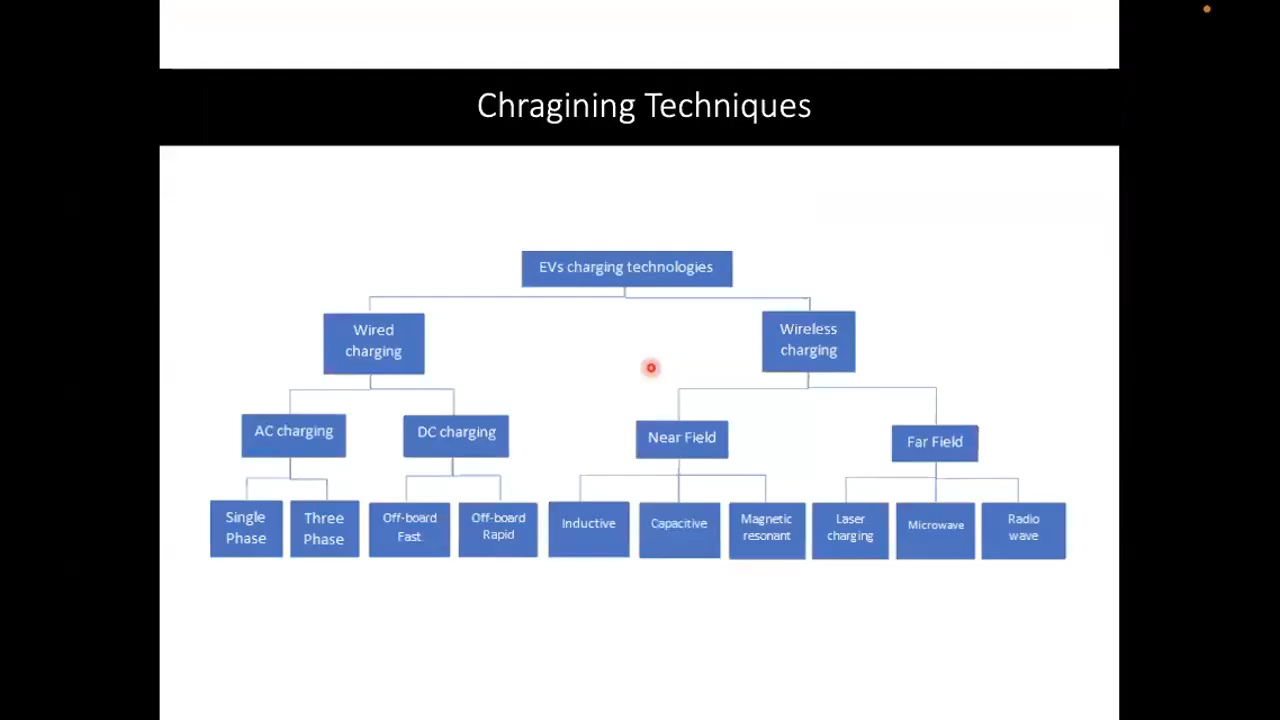 Chragining Techniques
EVs charging technologies
Wired
charging
Wireless
charging
AC charging
DC charging
Near Field
Far Field
Single
Phase
Three
Phase
Off-board
Fast
Off-board
Rapid
Inductive
Capacitive
Magnetic
resonant
Laser
charging
Microwave
Radio
wave